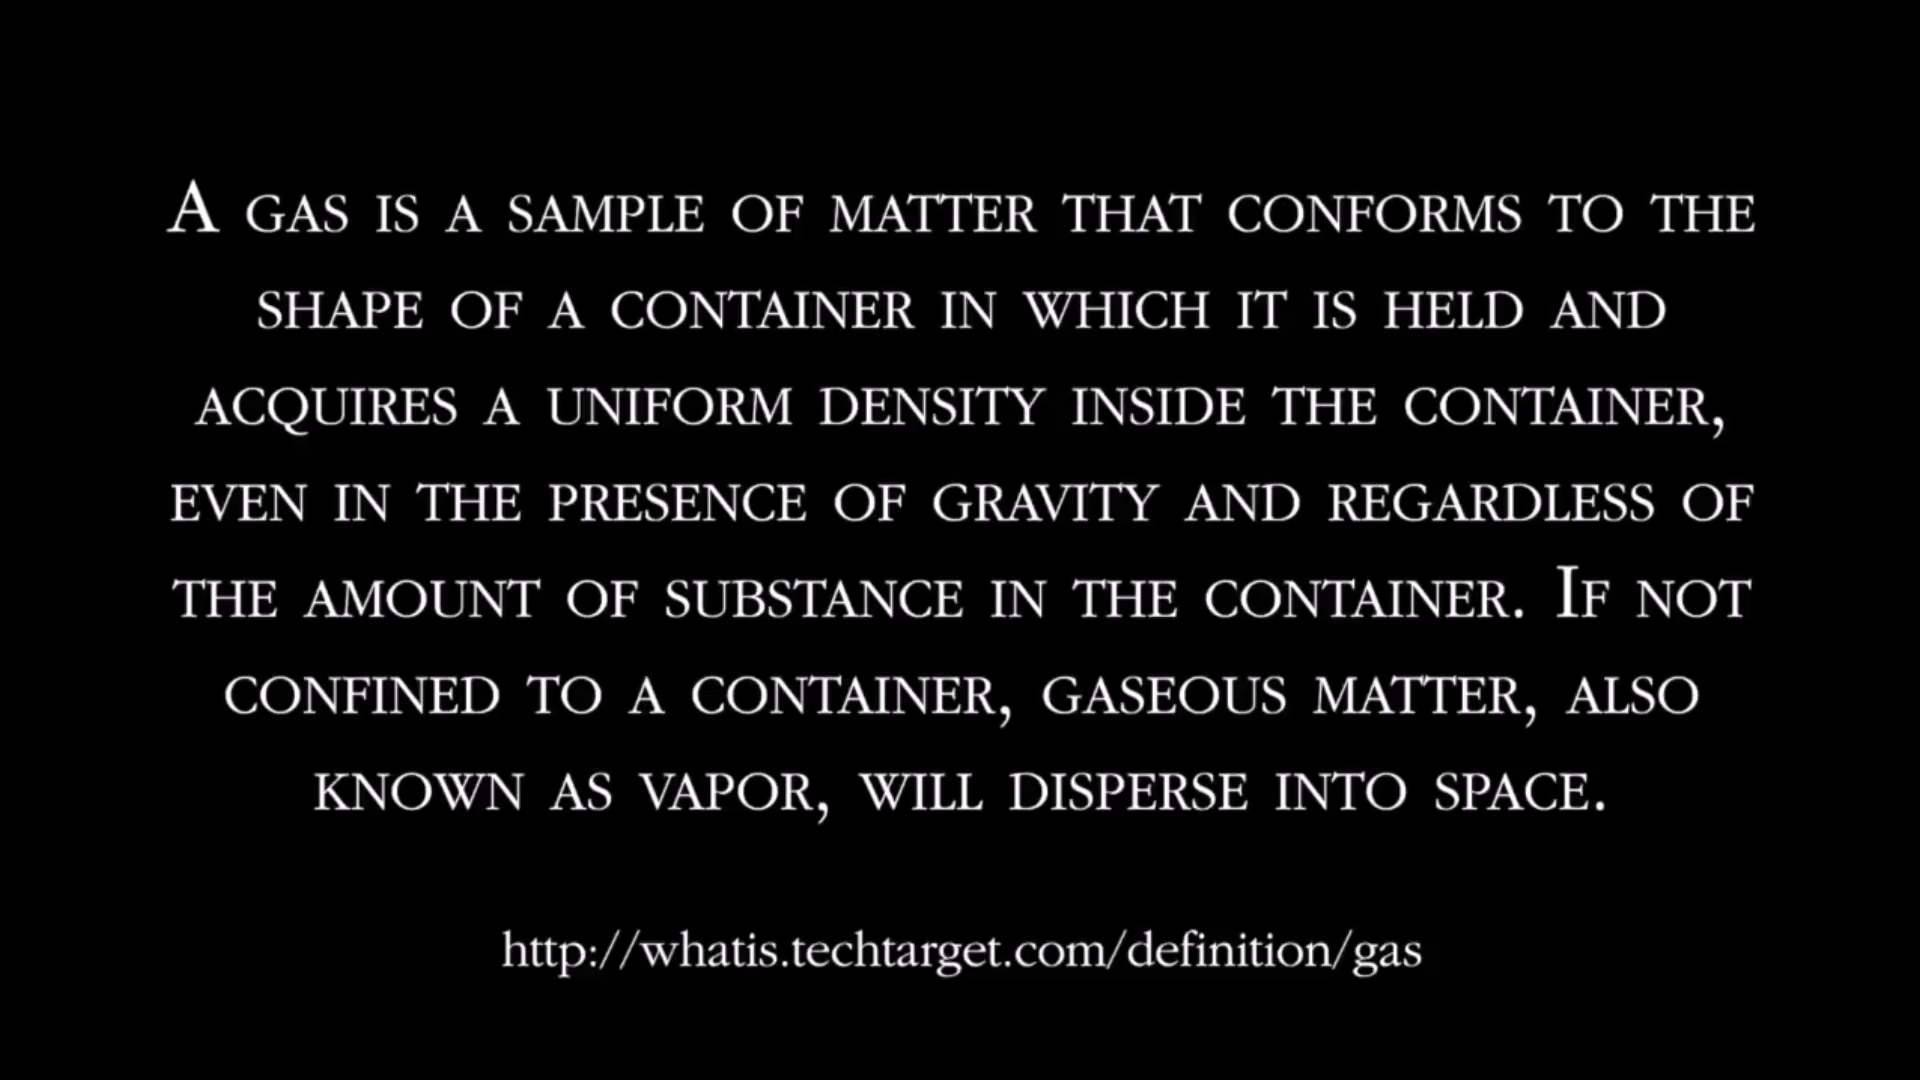 A GAS IS A SAMPLE OF MATTER THAT CONFORMS TO THE
SHAPE OF A CONTAINER IN WHICH IT IS HELD AND
ACQUIRES A UNIFORM DENSITY INSIDE THE CONTAINER,
EVEN IN THE PRESENCE OF GRAVITY AND REGARDLESS OF
THE AMOUNT OF SUBSTANCE IN THE CONTAINER. IF NOT
CONFINED TO A CONTAINER, GASEOUS MATTER, ALSO
KNOWN AS VAPOR, WILL DISPERSE INTO SPACE.
http://whatis.techtarget.com/definition/gas